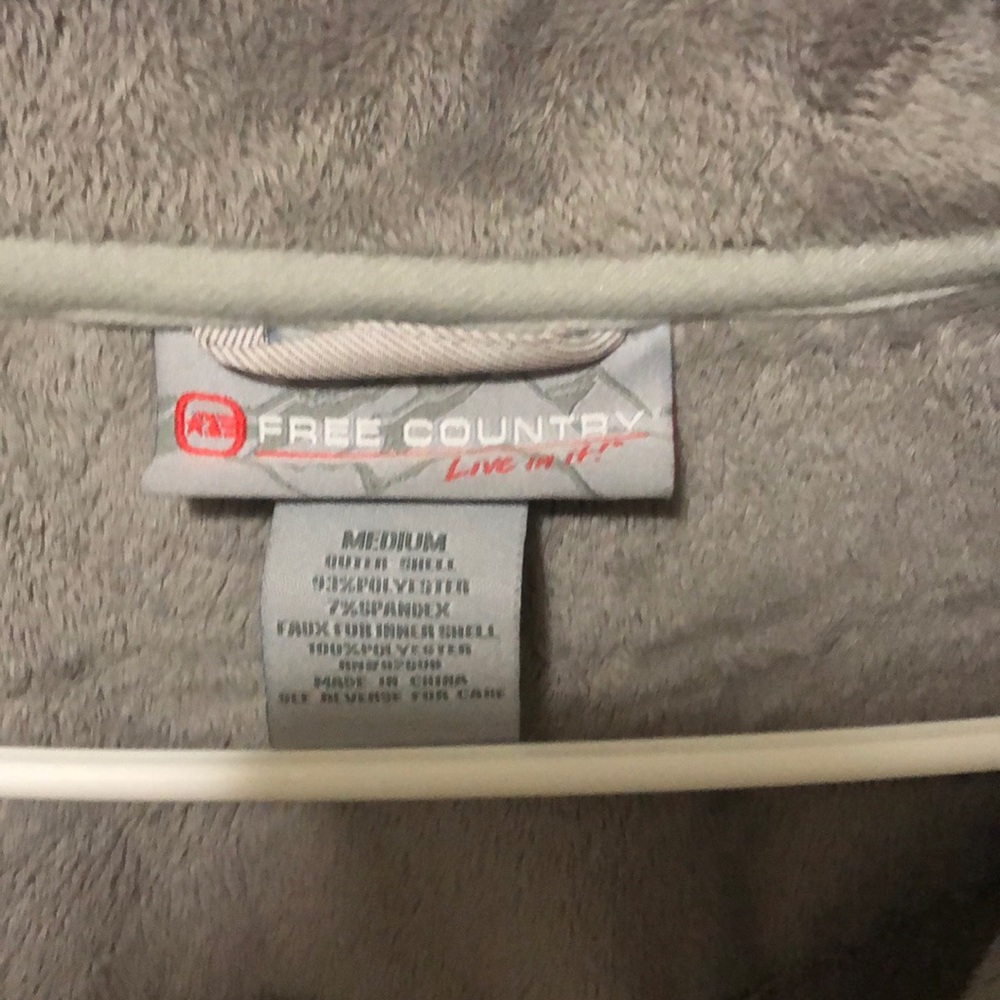 FREE COUNTRY
Live in it!™
MEDIUM
OUTER SHELL
93%POLYESTER
7%SPANDEX
FAUX FUR INNER SHELL
100%POLYESTER
MADE IN CHINA
SEE REVERSE FOR CARE